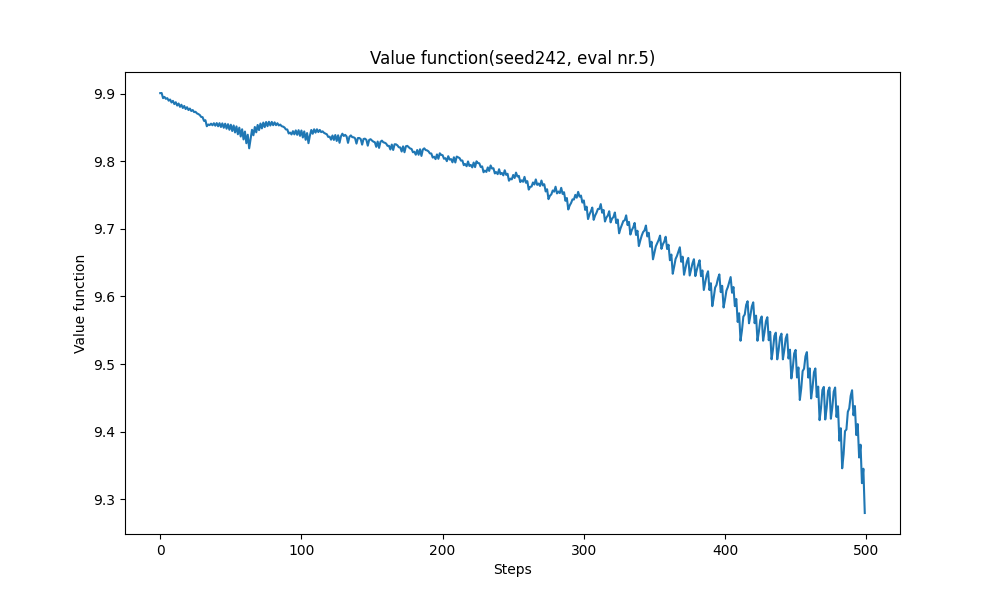 Value function(seed242, eval nr.5)
Value function
9.9
9.8
9.7
9.6
9.5
9.4
9.3
0 100 200 300 400 500
Steps